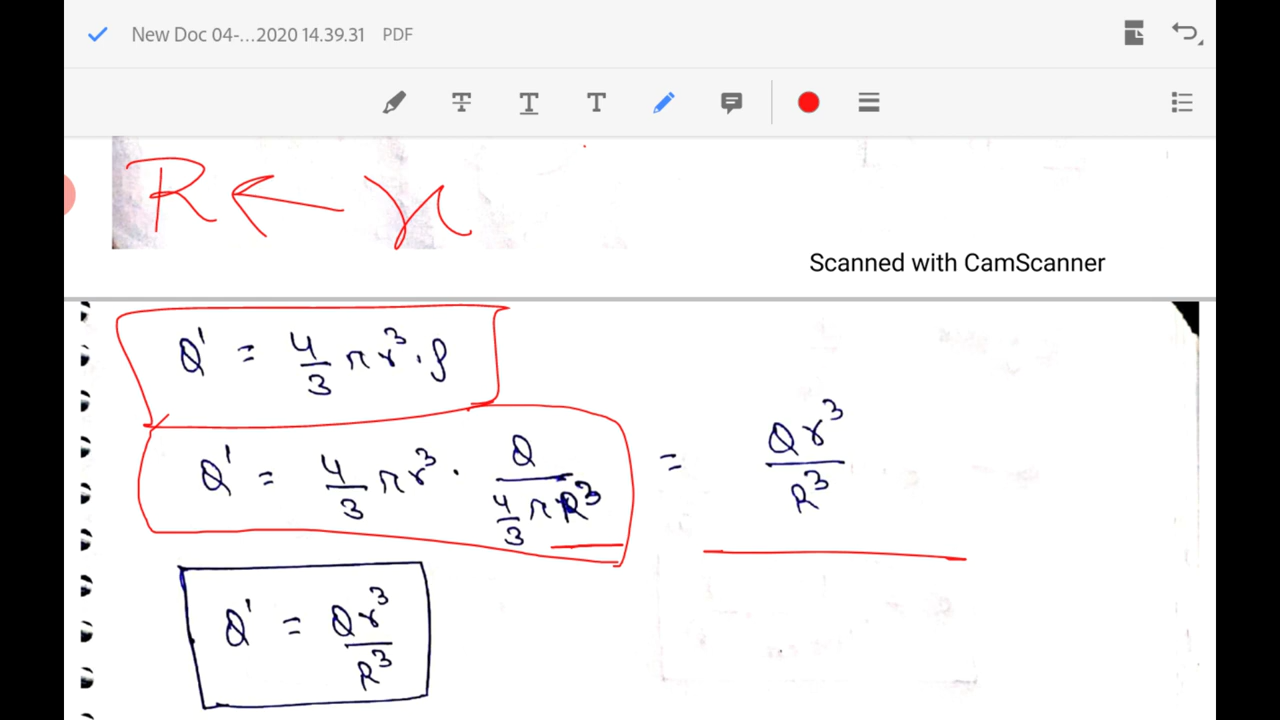 New Doc 04-...2020 14.39.31 PDF
T T T
R ←
Scanned with CamScanner
Q' = 4/3 πr³·ρ
Q' = 4/3 πr³ · Q / 4/3 πR³ = Qr³/R³
Q' = Qr³/R³